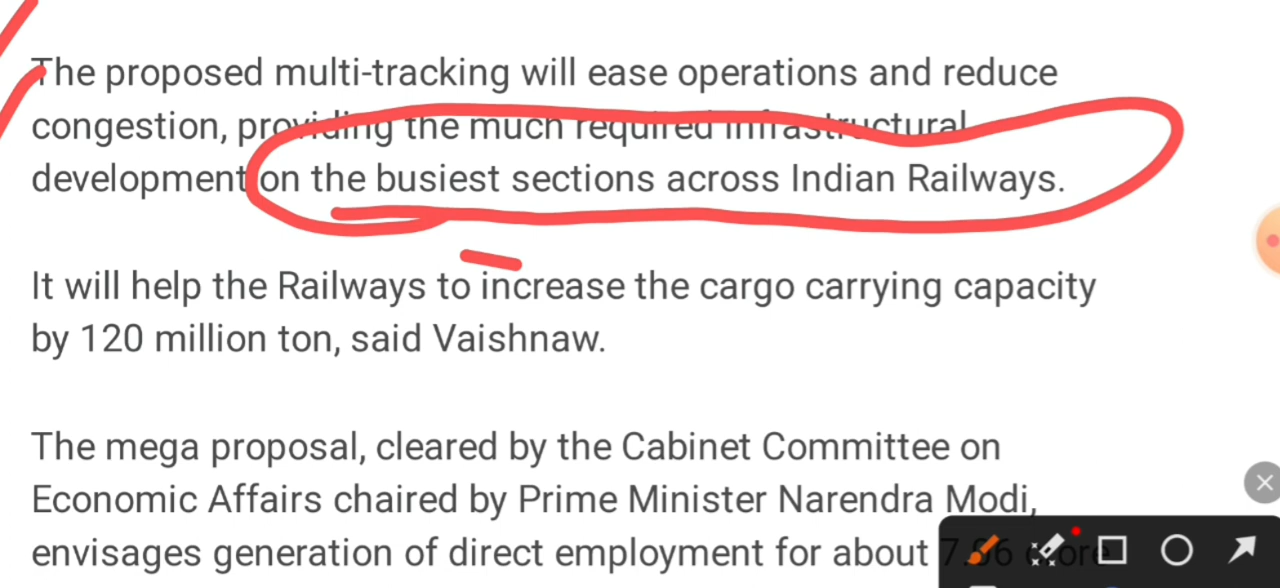 The proposed multi-tracking will ease operations and reduce
congestion, providing the much required infrastructural
development on the busiest sections across Indian Railways.
It will help the Railways to increase the cargo carrying capacity
by 120 million ton, said Vaishnaw.
The mega proposal, cleared by the Cabinet Committee on
Economic Affairs chaired by Prime Minister Narendra Modi,
envisages generation of direct employment for about